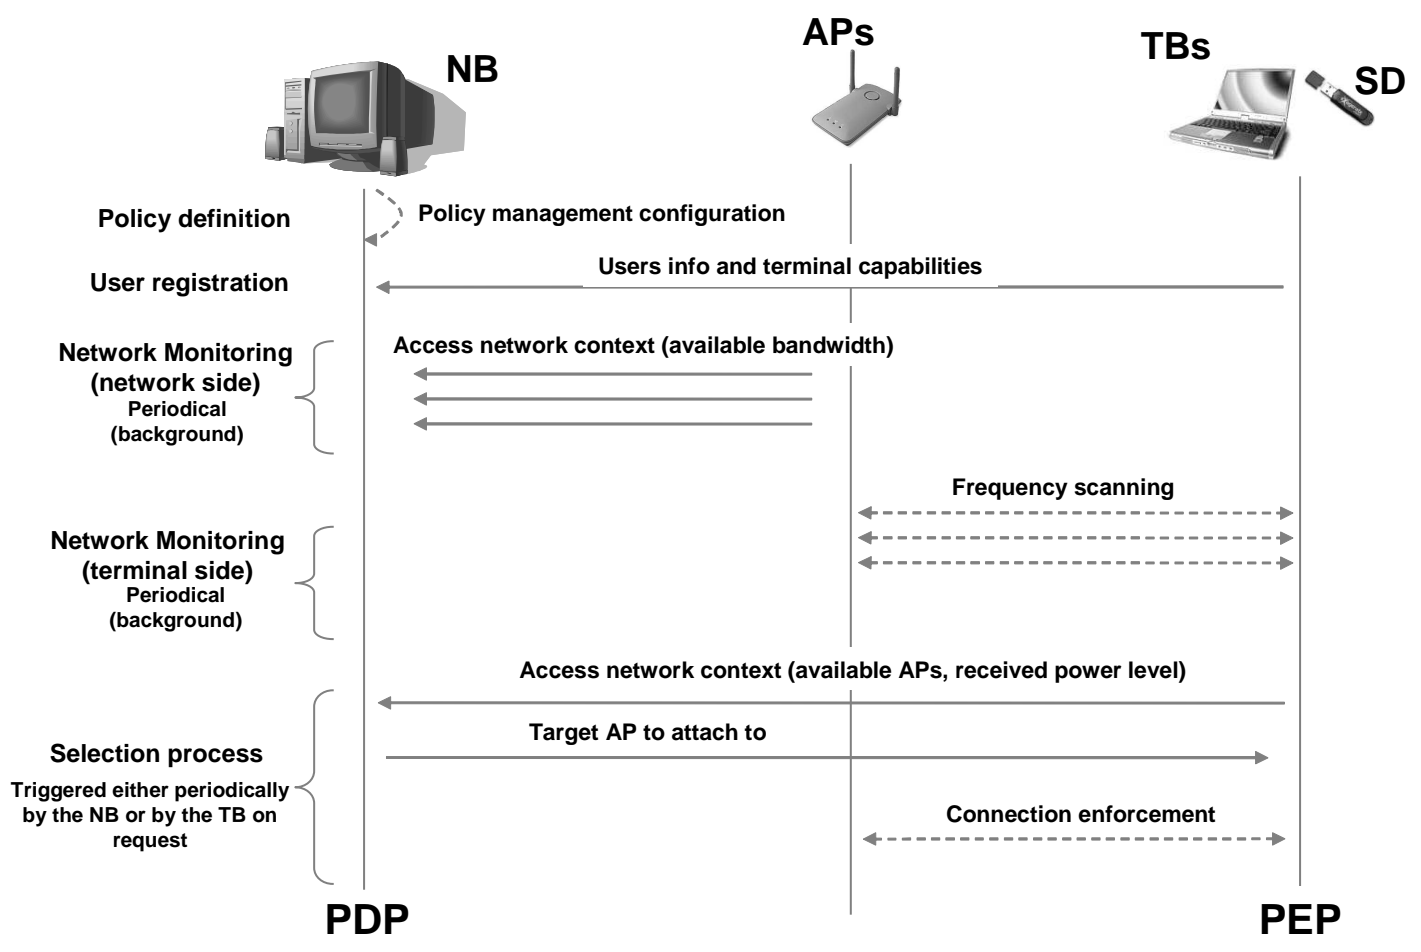 APs
TBs
NB
SD
Policy definition
Policy management configuration
Users info and terminal capabilities
User registration
Network Monitoring
(network side)
Periodical
(background)
Access network context (available bandwidth)
Frequency scanning
Network Monitoring
(terminal side)
Periodical
(background)
Access network context (available APs, received power level)
Target AP to attach to
Selection process
Triggered either periodically
by the NB or by the TB on
request
Connection enforcement
PDP
PEP